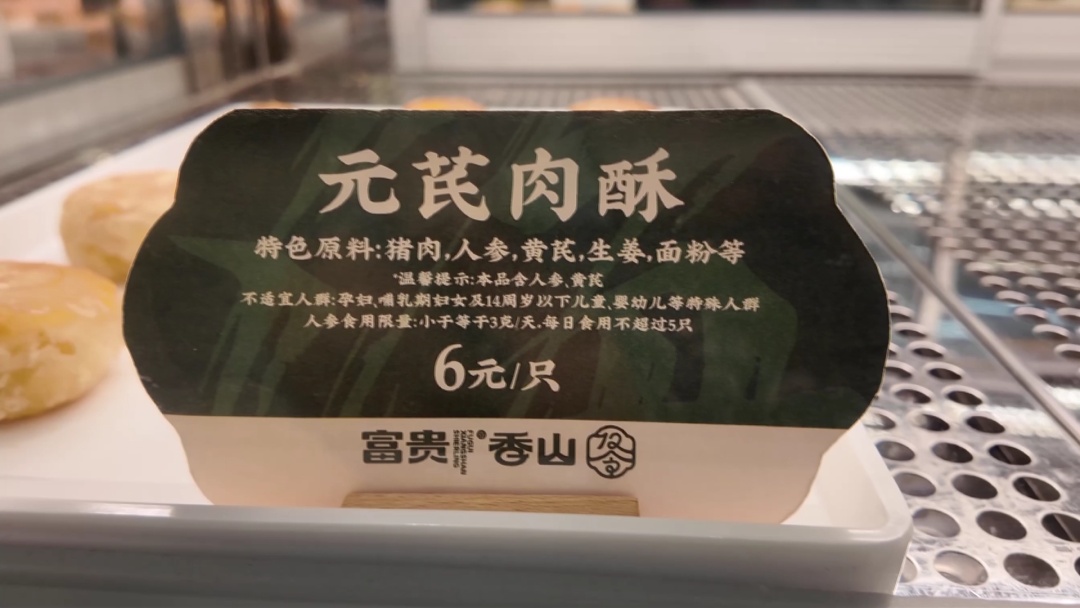 元芪肉酥
特色原料:猪肉,人参,黄芪,生姜,面粉等
*温馨提示:本品含人参、黄芪
不适宜人群:孕妇、哺乳期妇女及14周岁以下儿童、婴幼儿等特殊人群
人参食用限量:小于等于3克/天,每日食用不超过5只
6元/只
富贵
FUGUI
XIANGSHAN
香山